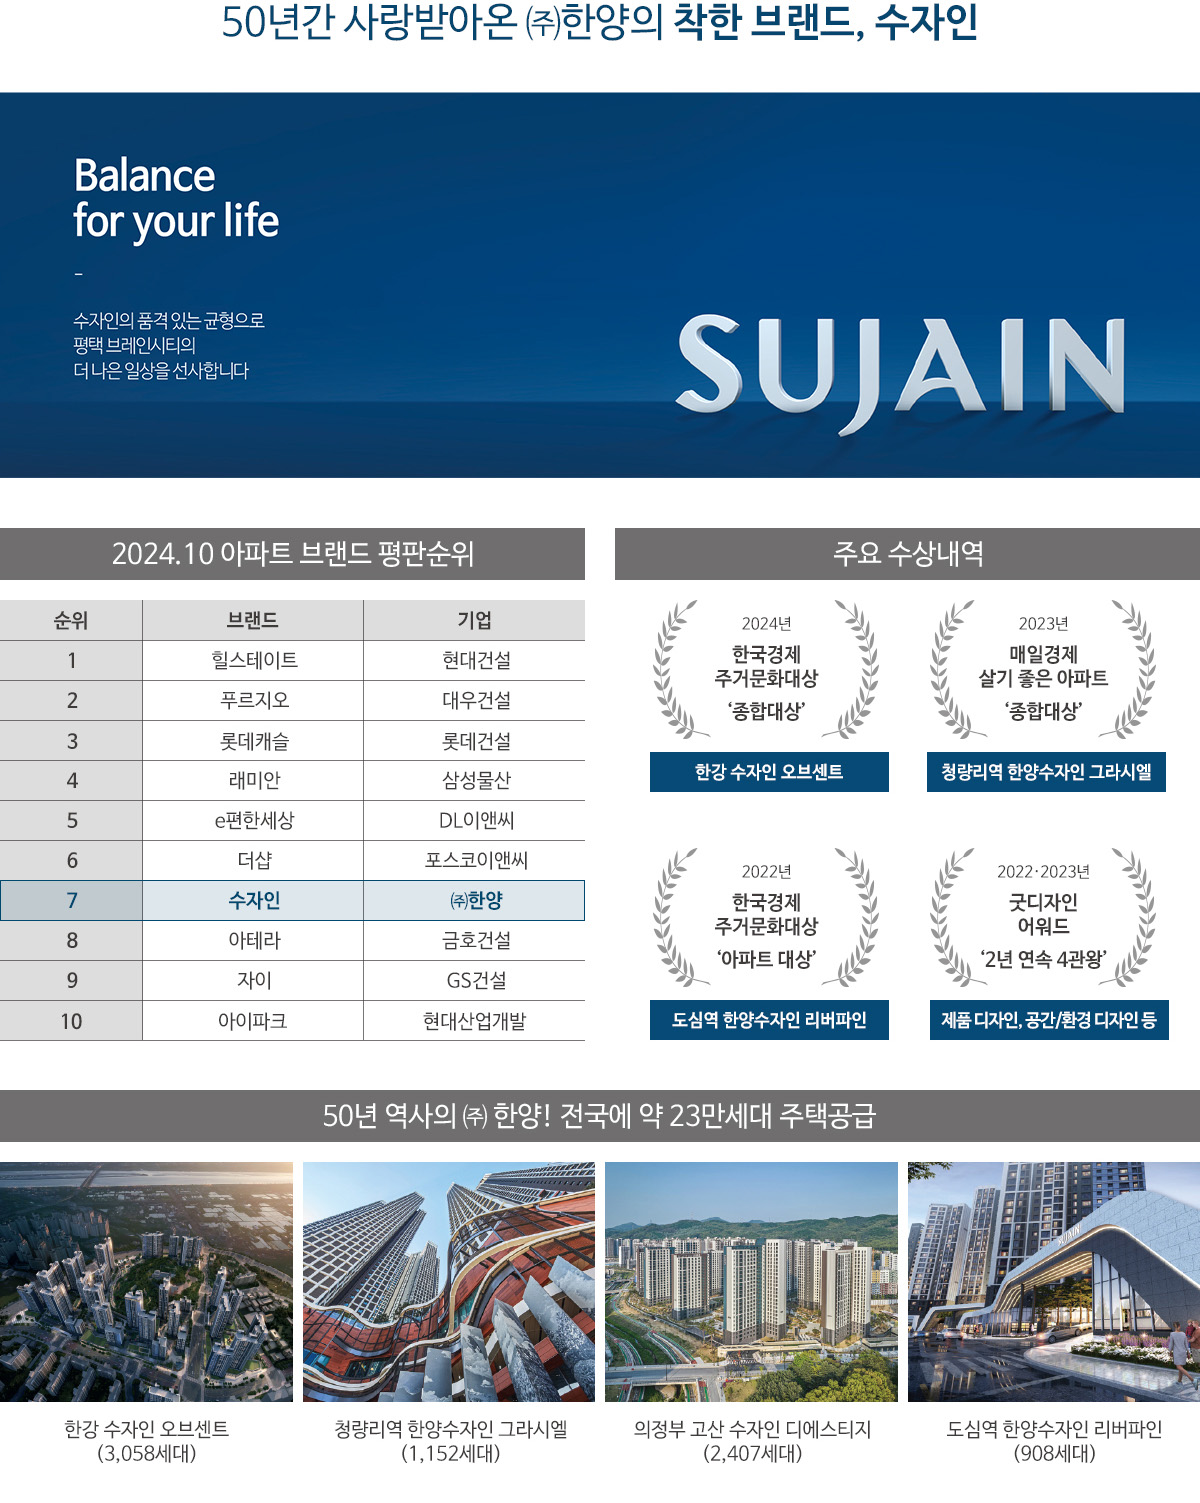 50년간 사랑받아온 ㈜한양의 착한 브랜드, 수자인
Balance
for your life
–
수자인의 품격 있는 균형으로
평택 브레인시티의
더 나은 일상을 선사합니다
SUJAIN
2024.10 아파트 브랜드 평판순위
순위 브랜드 기업
1 힐스테이트 현대건설
2 푸르지오 대우건설
3 롯데캐슬 롯데건설
4 래미안 삼성물산
5 e편한세상 DL이앤씨
6 더샵 포스코이앤씨
7 수자인 ㈜한양
8 아테라 금호건설
9 자이 GS건설
10 아이파크 현대산업개발
주요 수상내역
2024년
한국경제
주거문화대상
‘종합대상’
한강 수자인 오브센트
2023년
매일경제
살기 좋은 아파트
‘종합대상’
청량리역 한양수자인 그라시엘
2022년
한국경제
주거문화대상
‘아파트 대상’
도심역 한양수자인 리버파인
2022·2023년
굿디자인
어워드
‘2년 연속 4관왕’
제품 디자인, 공간/환경 디자인 등
50년 역사의 ㈜ 한양! 전국에 약 23만세대 주택공급
SUJAIN
한강 수자인 오브센트
(3,058세대)
청량리역 한양수자인 그라시엘
(1,152세대)
의정부 고산 수자인 디에스티지
(2,407세대)
도심역 한양수자인 리버파인
(908세대)